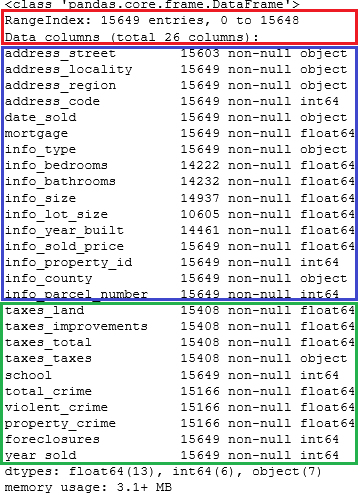 <class 'pandas.core.frame.DataFrame'>
RangeIndex: 15649 entries, 0 to 15648
Data columns (total 26 columns):
address_street 15603 non-null object
address_locality 15649 non-null object
address_region 15649 non-null object
address_code 15649 non-null int64
date_sold 15649 non-null object
mortgage 15649 non-null float64
info_type 15649 non-null object
info_bedrooms 14222 non-null float64
info_bathrooms 14232 non-null float64
info_size 14937 non-null float64
info_lot_size 10605 non-null float64
info_year_built 14461 non-null float64
info_sold_price 15649 non-null float64
info_property_id 15649 non-null int64
info_county 15649 non-null object
info_parcel_number 15649 non-null int64
taxes_land 15408 non-null float64
taxes_improvements 15408 non-null float64
taxes_total 15408 non-null float64
taxes_taxes 15408 non-null object
school 15649 non-null int64
total_crime 15166 non-null float64
violent_crime 15166 non-null float64
property_crime 15166 non-null float64
foreclosures 15649 non-null int64
year_sold 15649 non-null int64
dtypes: float64(13), int64(6), object(7)
memory usage: 3.1+ MB